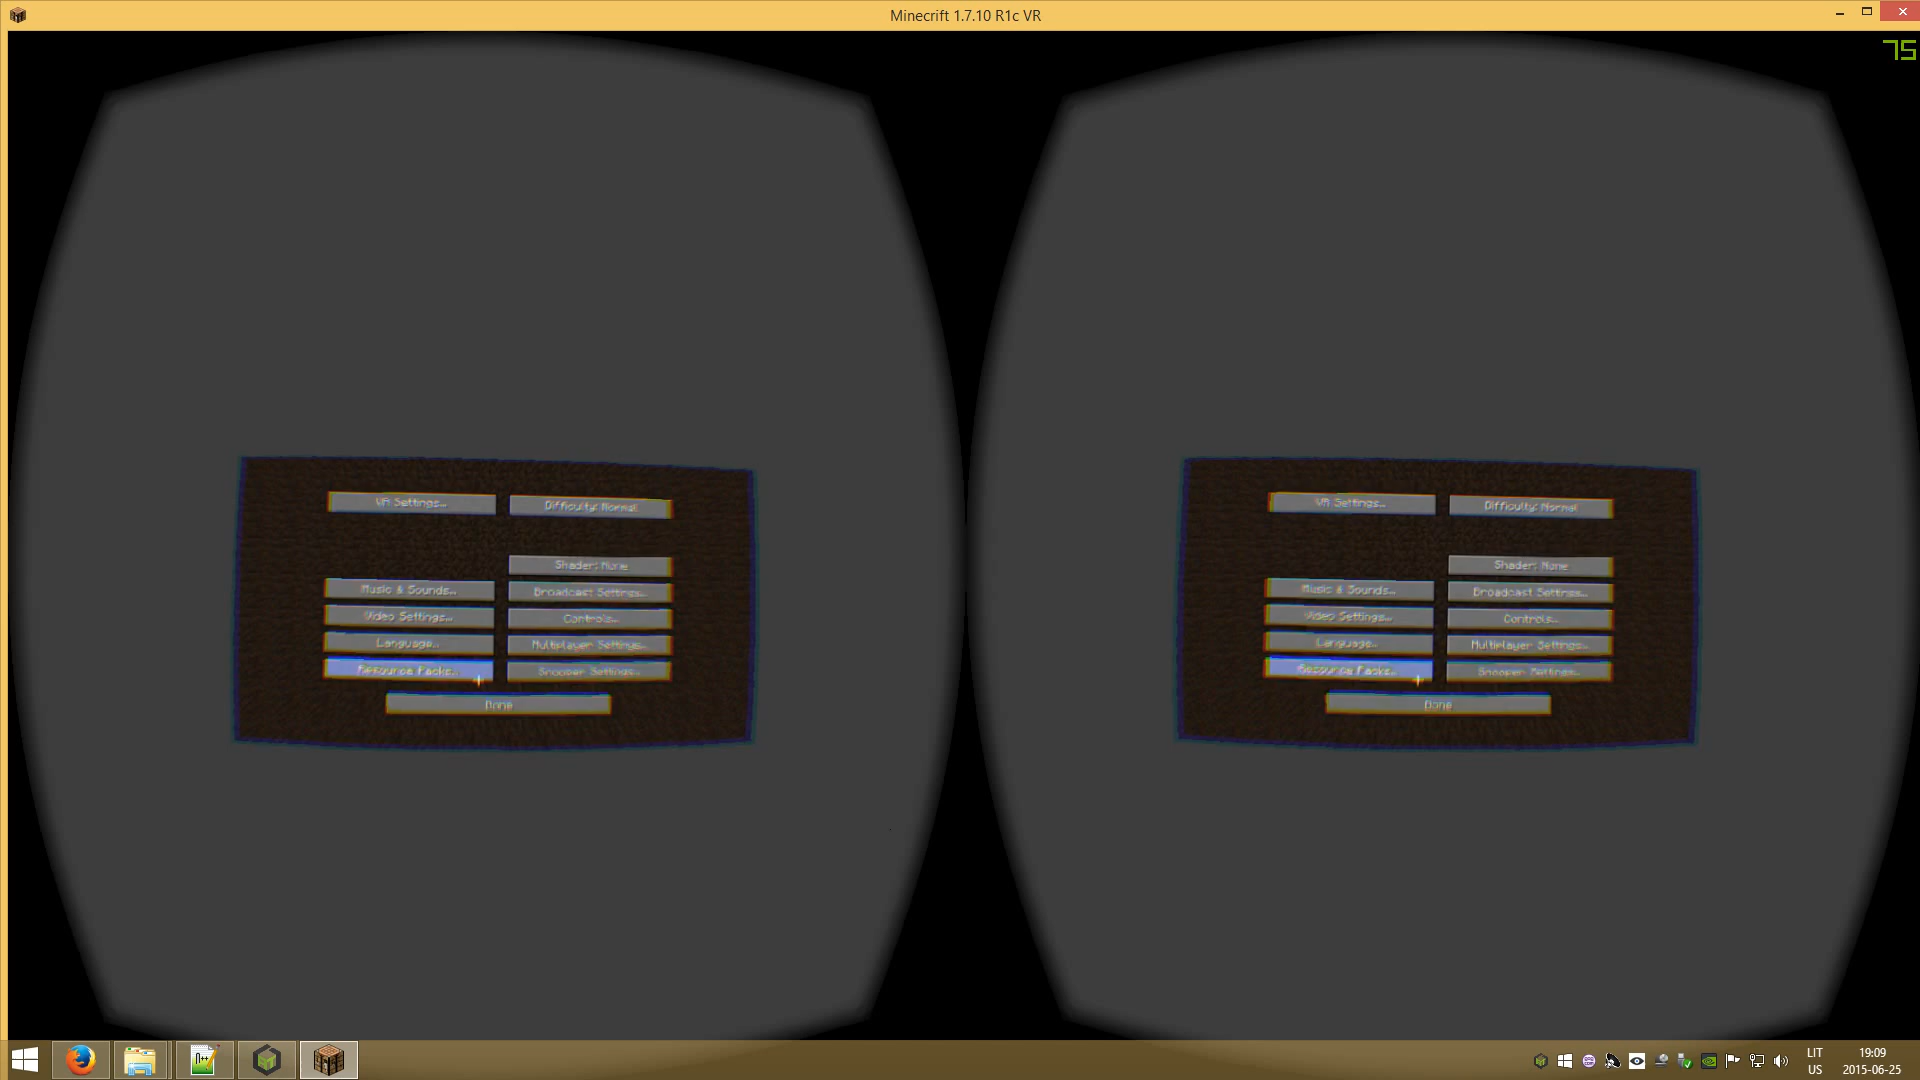 Minecrift 1.7.10 R1c VR
75
VR Settings... Difficulty: Normal
Shader: None
Music & Sounds... Broadcast Settings...
Video Settings... Controls...
Language... Multiplayer Settings...
Resource Packs... Snooper Settings...
Done
VR Settings... Difficulty: Normal
Shader: None
Music & Sounds... Broadcast Settings...
Video Settings... Controls...
Language... Multiplayer Settings...
Resource Packs... Snooper Settings...
Done
LIT 19:09
US 2015-06-25